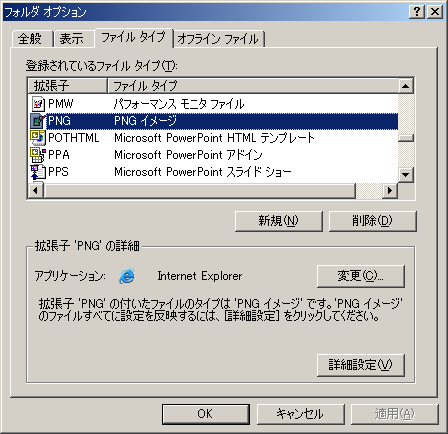 フォルダ オプション
全般 表示 ファイル タイプ オフライン ファイル
登録されているファイル タイプ(T):
拡張子 ファイル タイプ
PMW パフォーマンス モニタ ファイル
PNG PNG イメージ
POTHTML Microsoft PowerPoint HTML テンプレート
PPA Microsoft PowerPoint アドイン
PPS Microsoft PowerPoint スライド ショー
新規(N) 削除(D)
拡張子 'PNG' の詳細
アプリケーション: Internet Explorer 変更(C)...
拡張子 'PNG' の付いたファイルのタイプは 'PNG イメージ' です。'PNG イメージ'
のファイルすべてに設定を反映するには、[詳細設定] をクリックしてください。
詳細設定(V)
OK キャンセル 適用(A)